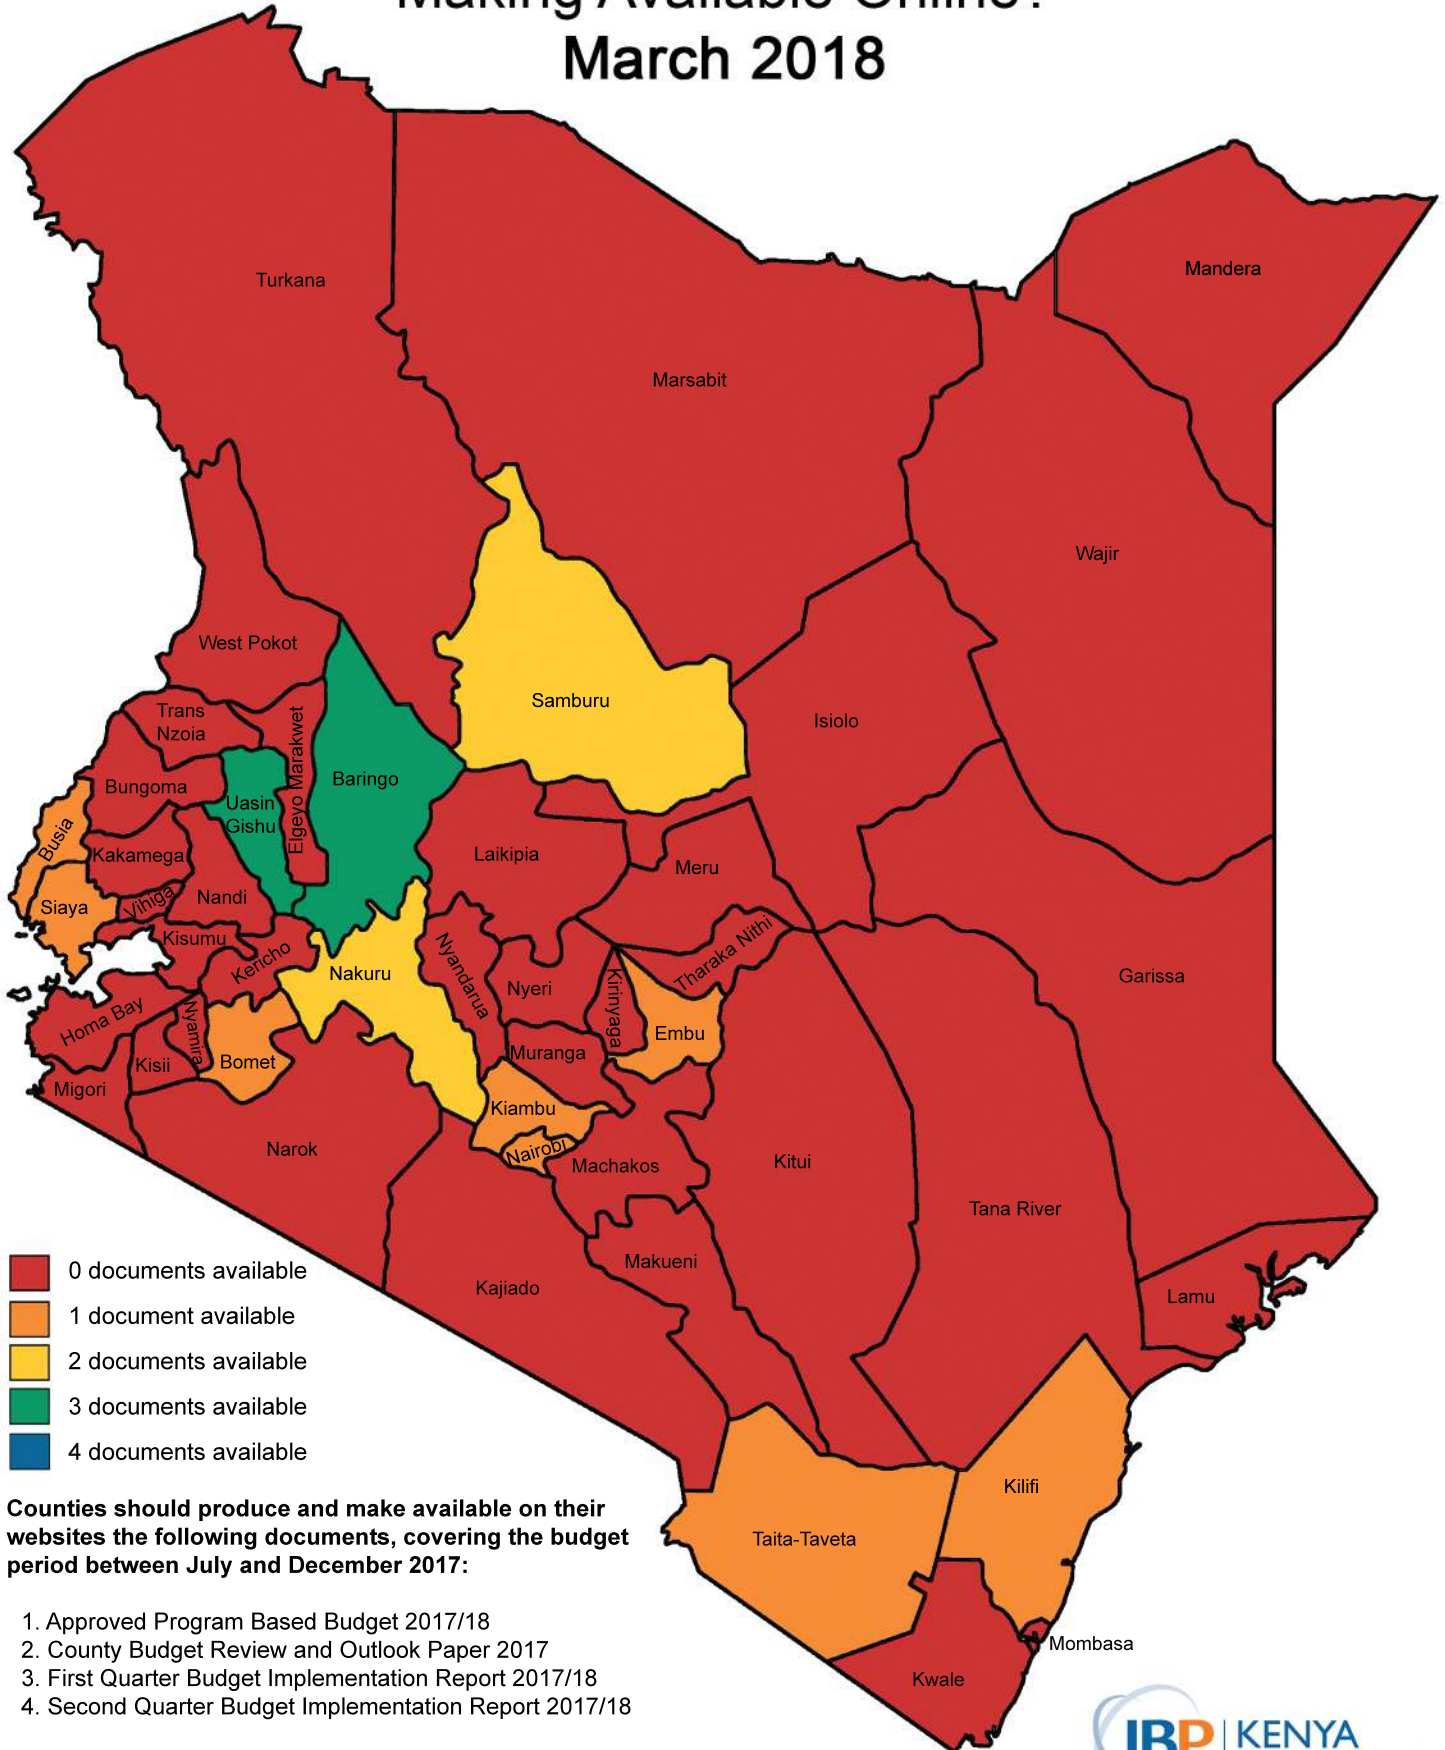 Making Available Online?
March 2018
Turkana
Marsabit
Mandera
Wajir
West Pokot
Samburu
Isiolo
Trans
Nzoia
Elgeyo Marakwet
Baringo
Bungoma
Uasin
Gishu
Busia
Kakamega
Laikipia
Meru
Siaya
Vihiga
Nandi
Kisumu
Kericho
Nakuru
Nyandarua
Nyeri
Kirinyaga
Tharaka Nithi
Garissa
Homa Bay
Nyamira
Embu
Kisii
Bomet
Muranga
Migori
Kiambu
Narok
Nairobi
Machakos
Kitui
Tana River
Makueni
Kajiado
Lamu
0 documents available
1 document available
2 documents available
3 documents available
4 documents available
Kilifi
Taita-Taveta
Mombasa
Kwale
Counties should produce and make available on their
websites the following documents, covering the budget
period between July and December 2017:
1. Approved Program Based Budget 2017/18
2. County Budget Review and Outlook Paper 2017
3. First Quarter Budget Implementation Report 2017/18
4. Second Quarter Budget Implementation Report 2017/18
IBP | KENYA